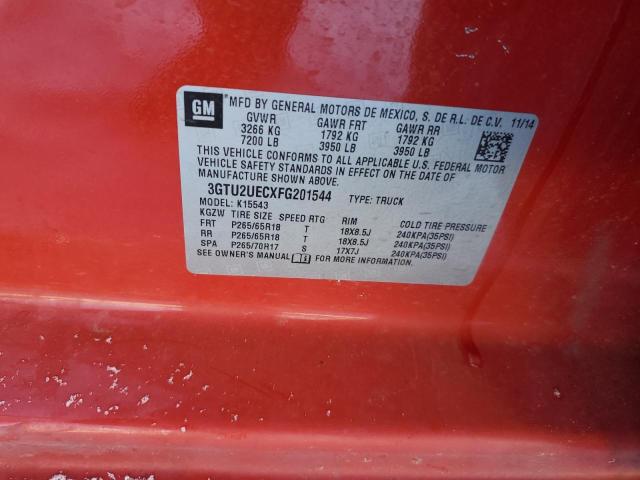 GM MFD BY GENERAL MOTORS DE MEXICO, S. DE R.L. DE C.V. 11/14
GVWR GAWR FRT GAWR RR
3266 KG 1792 KG 1792 KG
7200 LB 3950 LB 3950 LB
THIS VEHICLE CONFORMS TO ALL APPLICABLE U.S. FEDERAL MOTOR
VEHICLE SAFETY STANDARDS IN EFFECT ON THE DATE OF MANUFACTURE
SHOWN ABOVE.
3GTU2UECXFG201544 TYPE: TRUCK
MODEL: K15543
KGZW TIRE SIZE SPEED RTG RIM COLD TIRE PRESSURE
FRT P265/65R18 T 18X8.5J 240KPA(35PSI)
RR P265/65R18 T 18X8.5J 240KPA(35PSI)
SPA P265/70R17 S 17X7J 240KPA(35PSI)
SEE OWNER'S MANUAL FOR MORE INFORMATION.